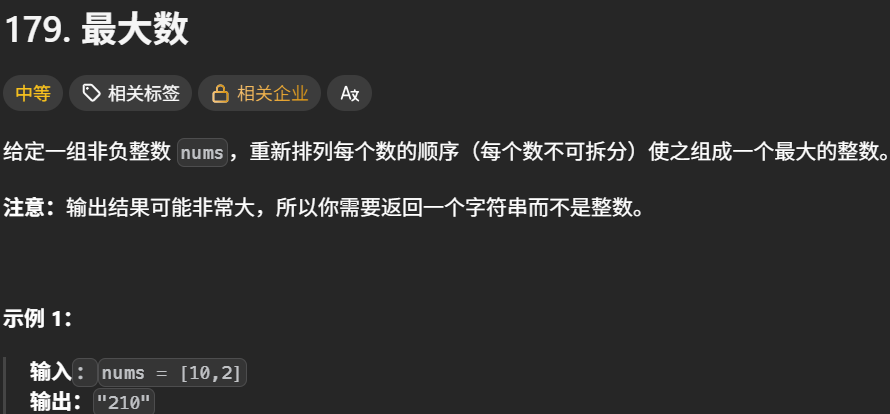 179. 最大数
中等 相关标签 相关企业 A文
给定一组非负整数 nums，重新排列每个数的顺序（每个数不可拆分）使之组成一个最大的整数。
注意：输出结果可能非常大，所以你需要返回一个字符串而不是整数。
示例 1：
输入：nums = [10,2]
输出："210"